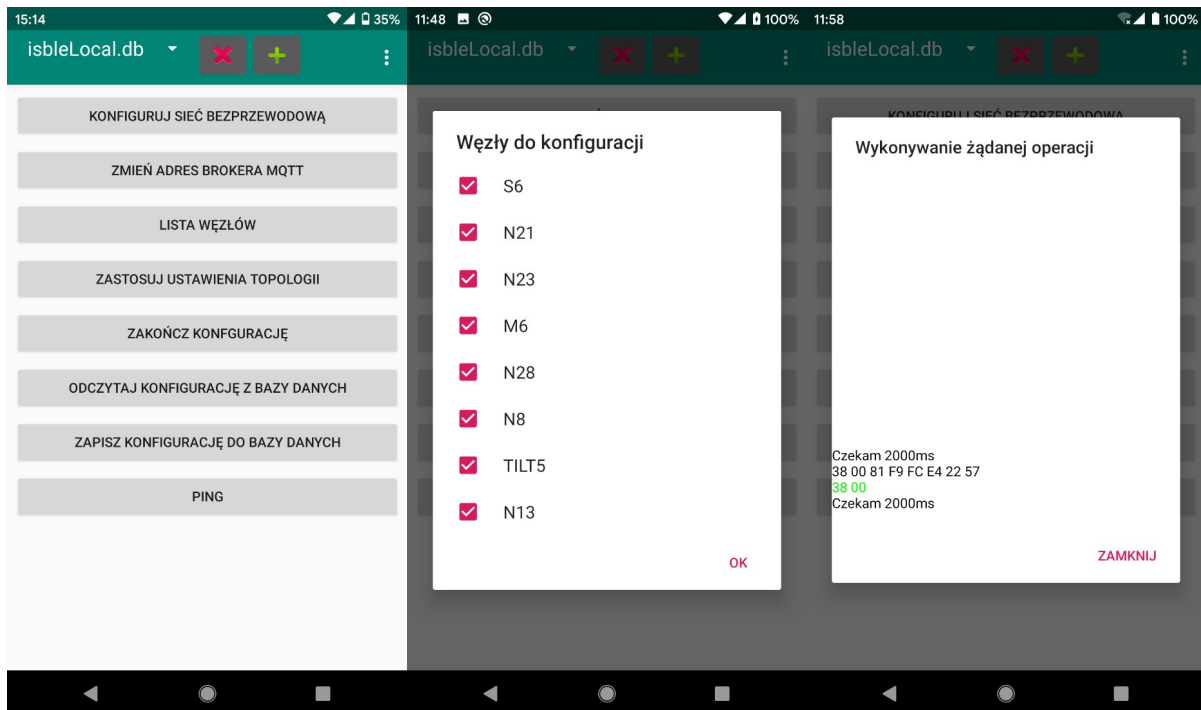 15:14
35%
isbleLocal.db
KONFIGURUJ SIEĆ BEZPRZEWODOWĄ
ZMIEŃ ADRES BROKERA MQTT
LISTA WĘZŁÓW
ZASTOSUJ USTAWIENIA TOPOLOGII
ZAKOŃCZ KONFGURACJĘ
ODCZYTAJ KONFIGURACJĘ Z BAZY DANYCH
ZAPISZ KONFIGURACJĘ DO BAZY DANYCH
PING
11:48
100%
isbleLocal.db
Węzły do konfiguracji
S6
N21
N23
M6
N28
N8
TILT5
N13
OK
11:58
100%
isbleLocal.db
KONFIGURUJ SIEĆ BEZPRZEWODOWĄ
Wykonywanie żądanej operacji
Czekam 2000ms
38 00 81 F9 FC E4 22 57
38 00
Czekam 2000ms
ZAMKNIJ